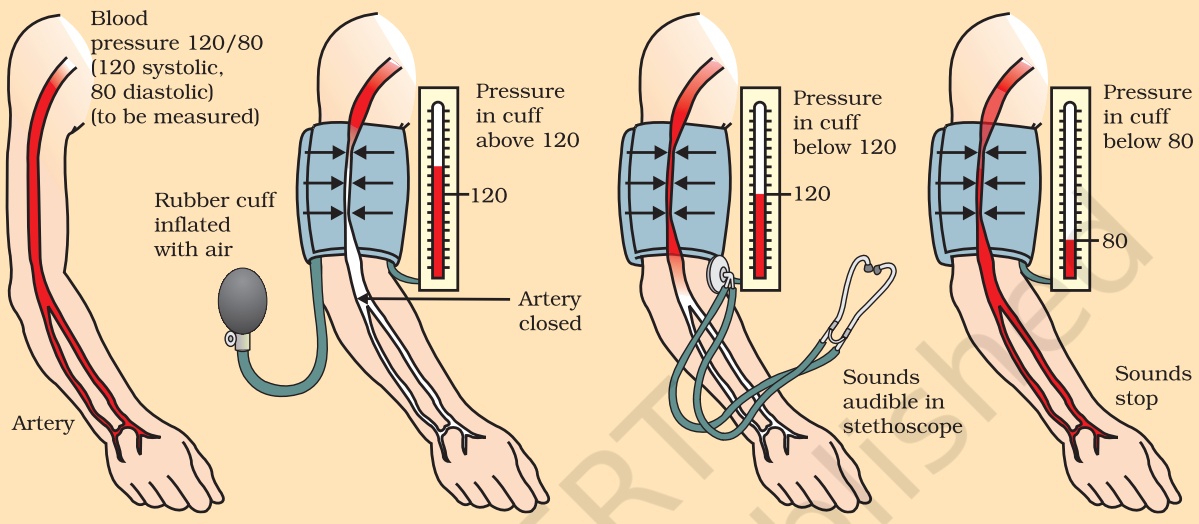 Blood
pressure 120/80
(120 systolic,
80 diastolic)
(to be measured)
Artery
Rubber cuff
inflated
with air
Pressure
in cuff
above 120
120
Artery
closed
Pressure
in cuff
below 120
120
Sounds
audible in
stethoscope
Pressure
in cuff
below 80
80
Sounds
stop